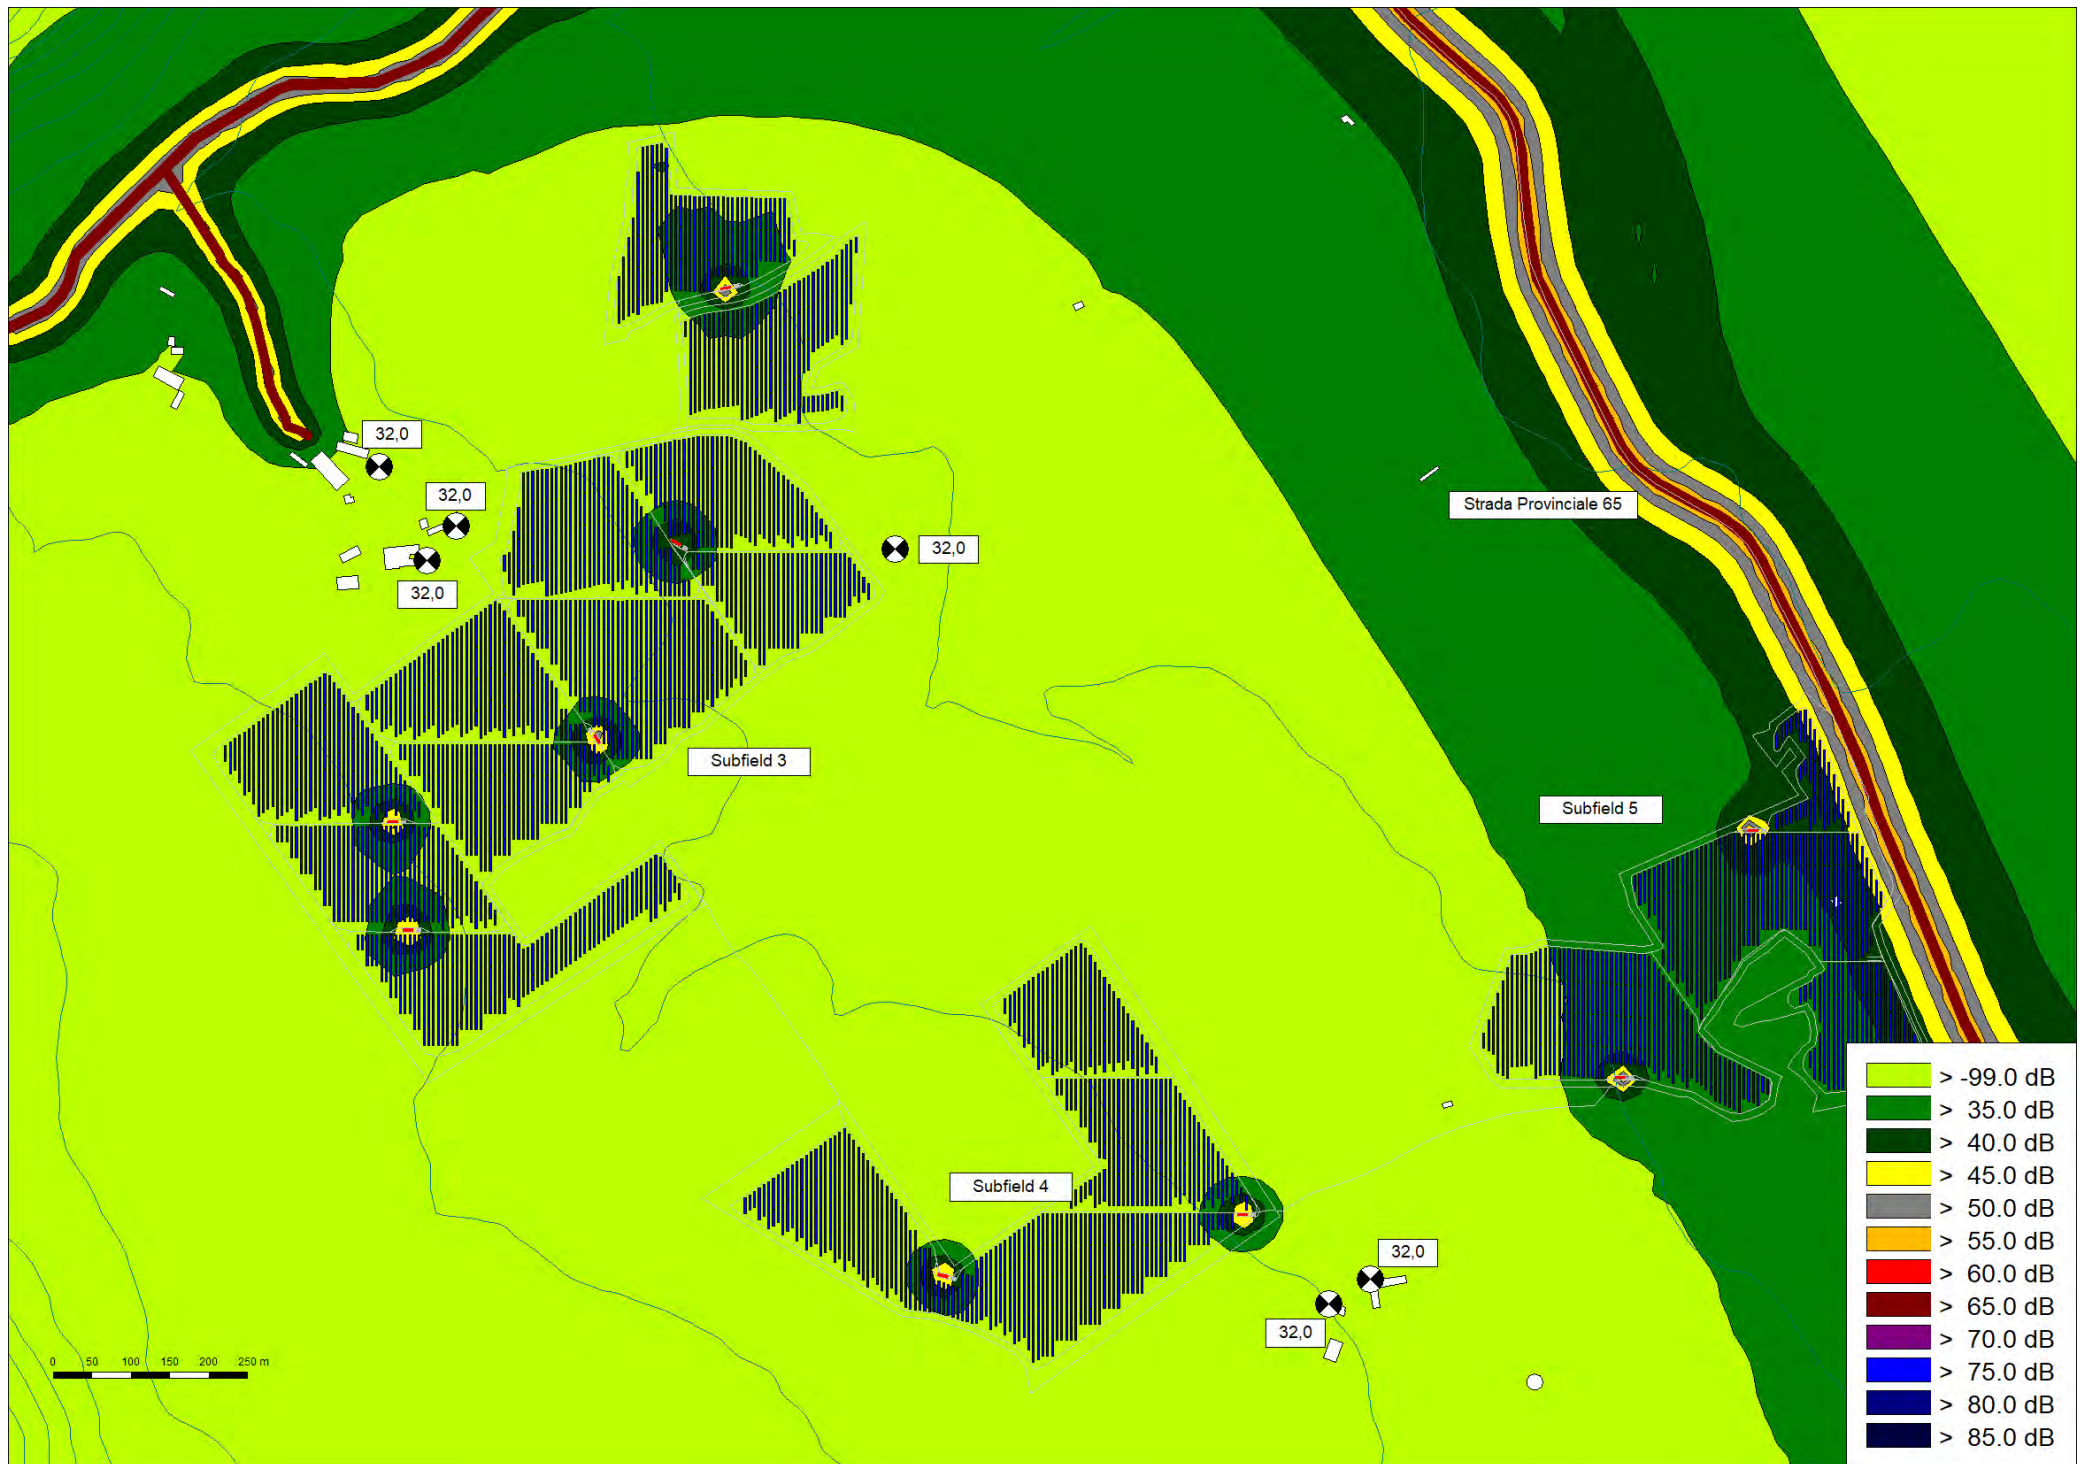 32,0
32,0
Strada Provinciale 65
32,0
32,0
Subfield 3
Subfield 5
> -99.0 dB
> 35.0 dB
> 40.0 dB
> 45.0 dB
> 50.0 dB
> 55.0 dB
> 60.0 dB
> 65.0 dB
> 70.0 dB
> 75.0 dB
> 80.0 dB
> 85.0 dB
Subfield 4
32,0
32,0
0 50 100 150 200 250 m